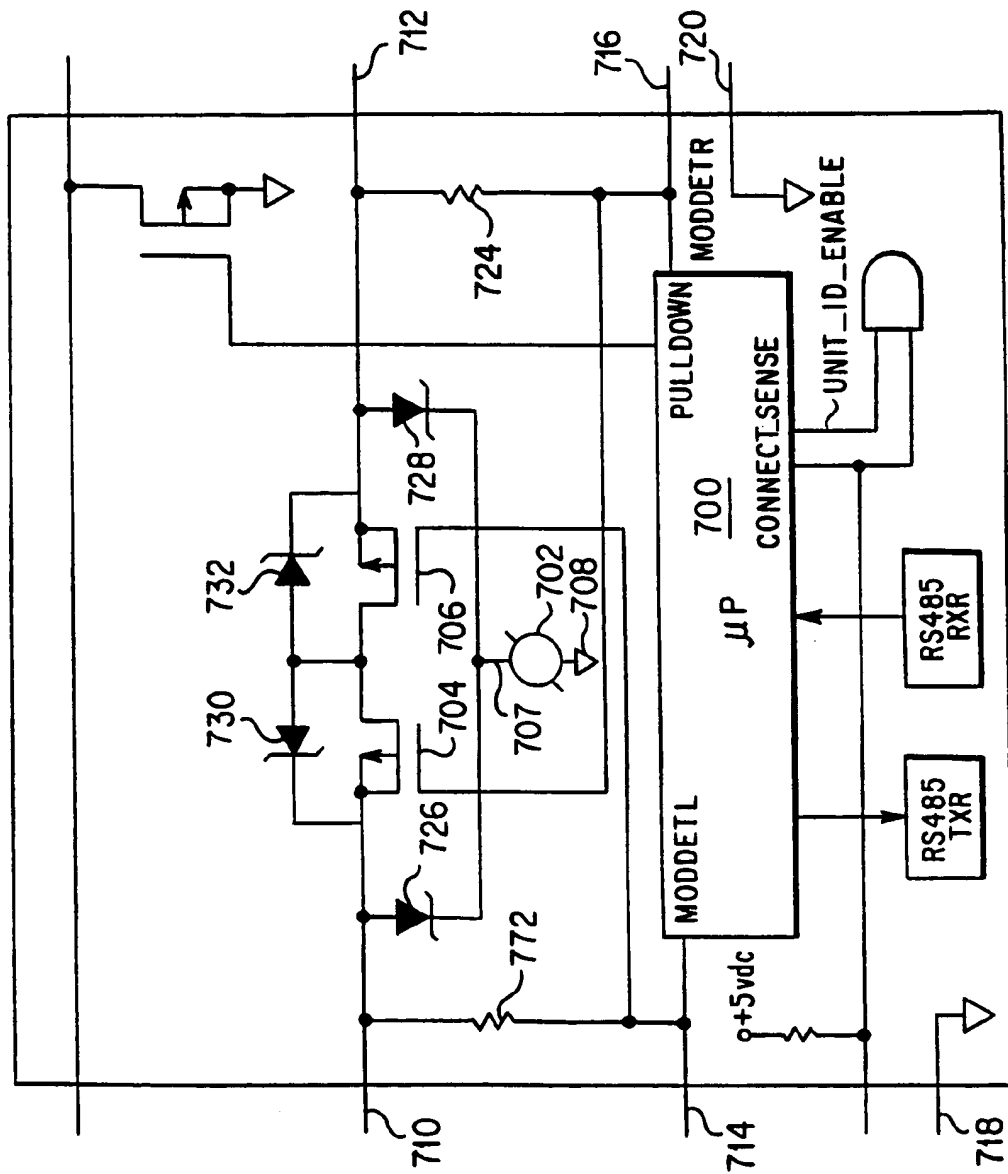 712
716
720
724
MODDETR
UNIT_ID_ENABLE
PULLDOWN
CONNECT_SENSE
728
700
732
706
702
708
µP
RS485
RXR
730
704
707
726
MODDETL
RS485
TXR
772
+5vdc
710
714
718